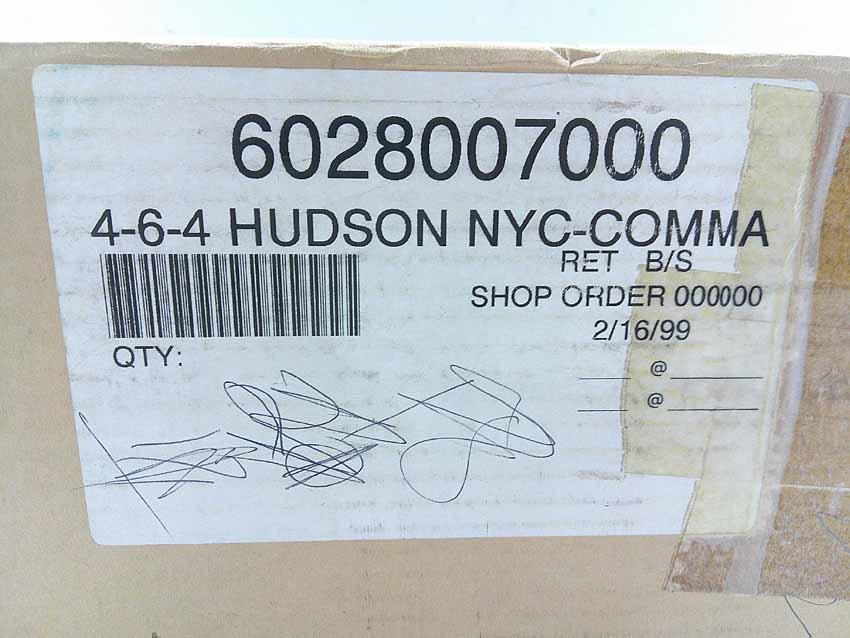 6028007000
4-6-4 HUDSON NYC-COMMA
RET B/S
SHOP ORDER 000000
2/16/99
QTY:
@
@